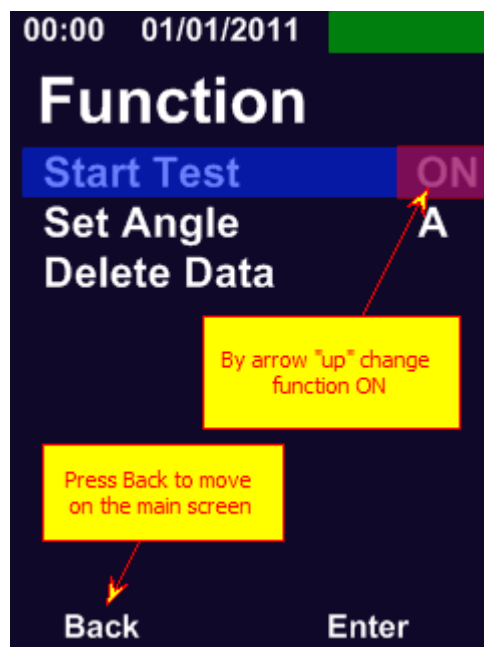 00:00 01/01/2011
Function
Start Test ON
Set Angle A
Delete Data
By arrow "up" change
function ON
Press Back to move
on the main screen
Back Enter